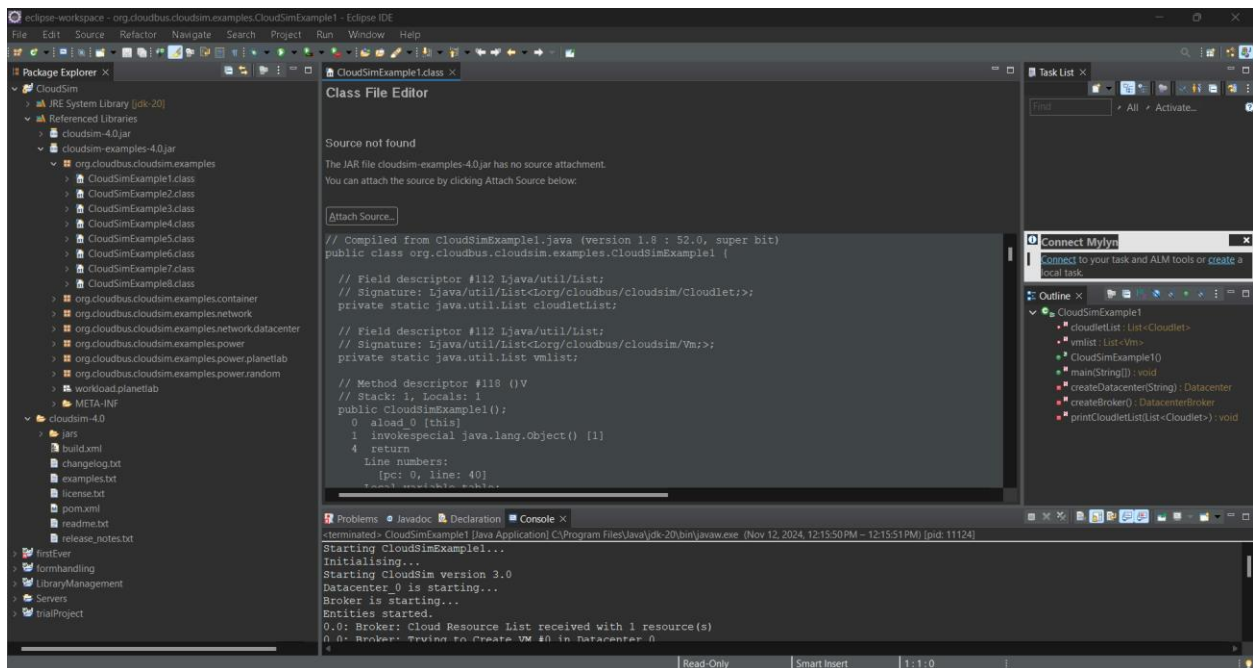 eclipse-workspace - org.cloudbus.cloudsim.examples.CloudSimExample1 - Eclipse IDE
File Edit Source Refactor Navigate Search Project Run Window Help
Package Explorer
CloudSim
JRE System Library [jdk-20]
Referenced Libraries
cloudsim-4.0.jar
cloudsim-examples-4.0.jar
org.cloudbus.cloudsim.examples
CloudSimExample1.class
CloudSimExample2.class
CloudSimExample3.class
CloudSimExample4.class
CloudSimExample5.class
CloudSimExample6.class
CloudSimExample7.class
CloudSimExample8.class
org.cloudbus.cloudsim.examples.container
org.cloudbus.cloudsim.examples.network
org.cloudbus.cloudsim.examples.network.datacenter
org.cloudbus.cloudsim.examples.power
org.cloudbus.cloudsim.examples.power.planetlab
org.cloudbus.cloudsim.examples.power.random
workload.planetlab
META-INF
cloudsim-4.0
jars
build.xml
changelog.txt
examples.txt
license.txt
pom.xml
readme.txt
release_notes.txt
firstEver
formhandling
LibraryManagement
Servers
trialProject
CloudSimExample1.class
Class File Editor
Source not found
The JAR file cloudsim-examples-4.0.jar has no source attachment.
You can attach the source by clicking Attach Source below:
Attach Source...
// Compiled from CloudSimExample1.java (version 1.8 : 52.0, super bit)
public class org.cloudbus.cloudsim.examples.CloudSimExample1 {
// Field descriptor #112 Ljava/util/List;
// Signature: Ljava/util/List<Lorg/cloudbus/cloudsim/Cloudlet;>;
private static java.util.List cloudletList;
// Field descriptor #112 Ljava/util/List;
// Signature: Ljava/util/List<Lorg/cloudbus/cloudsim/Vm;>;
private static java.util.List vmlist;
// Method descriptor #118 ()V
// Stack: 1, Locals: 1
public CloudSimExample1();
0 aload_0 [this]
1 invokespecial java.lang.Object() [1]
4 return
Line numbers:
[pc: 0, line: 40]
Local variable table:
Problems Javadoc Declaration Console
<terminated> CloudSimExample1 [Java Application] C:\Program Files\Java\jdk-20\bin\javaw.exe (Nov 12, 2024, 12:15:50 PM – 12:15:51 PM) [pid: 11124]
Starting CloudSimExample1...
Initialising...
Starting CloudSim version 3.0
Datacenter_0 is starting...
Broker is starting...
Entities started.
0.0: Broker: Cloud Resource List received with 1 resource(s)
0.0: Broker: Trying to Create VM #0 in Datacenter_0
Task List
Find All Activate...
Connect Mylyn
Connect to your task and ALM tools or create a
local task.
Outline
CloudSimExample1
cloudletList : List<Cloudlet>
vmlist : List<Vm>
CloudSimExample1()
main(String[]) : void
createDatacenter(String) : Datacenter
createBroker() : DatacenterBroker
printCloudletList(List<Cloudlet>) : void
Read-Only Smart Insert 1 : 1 : 0